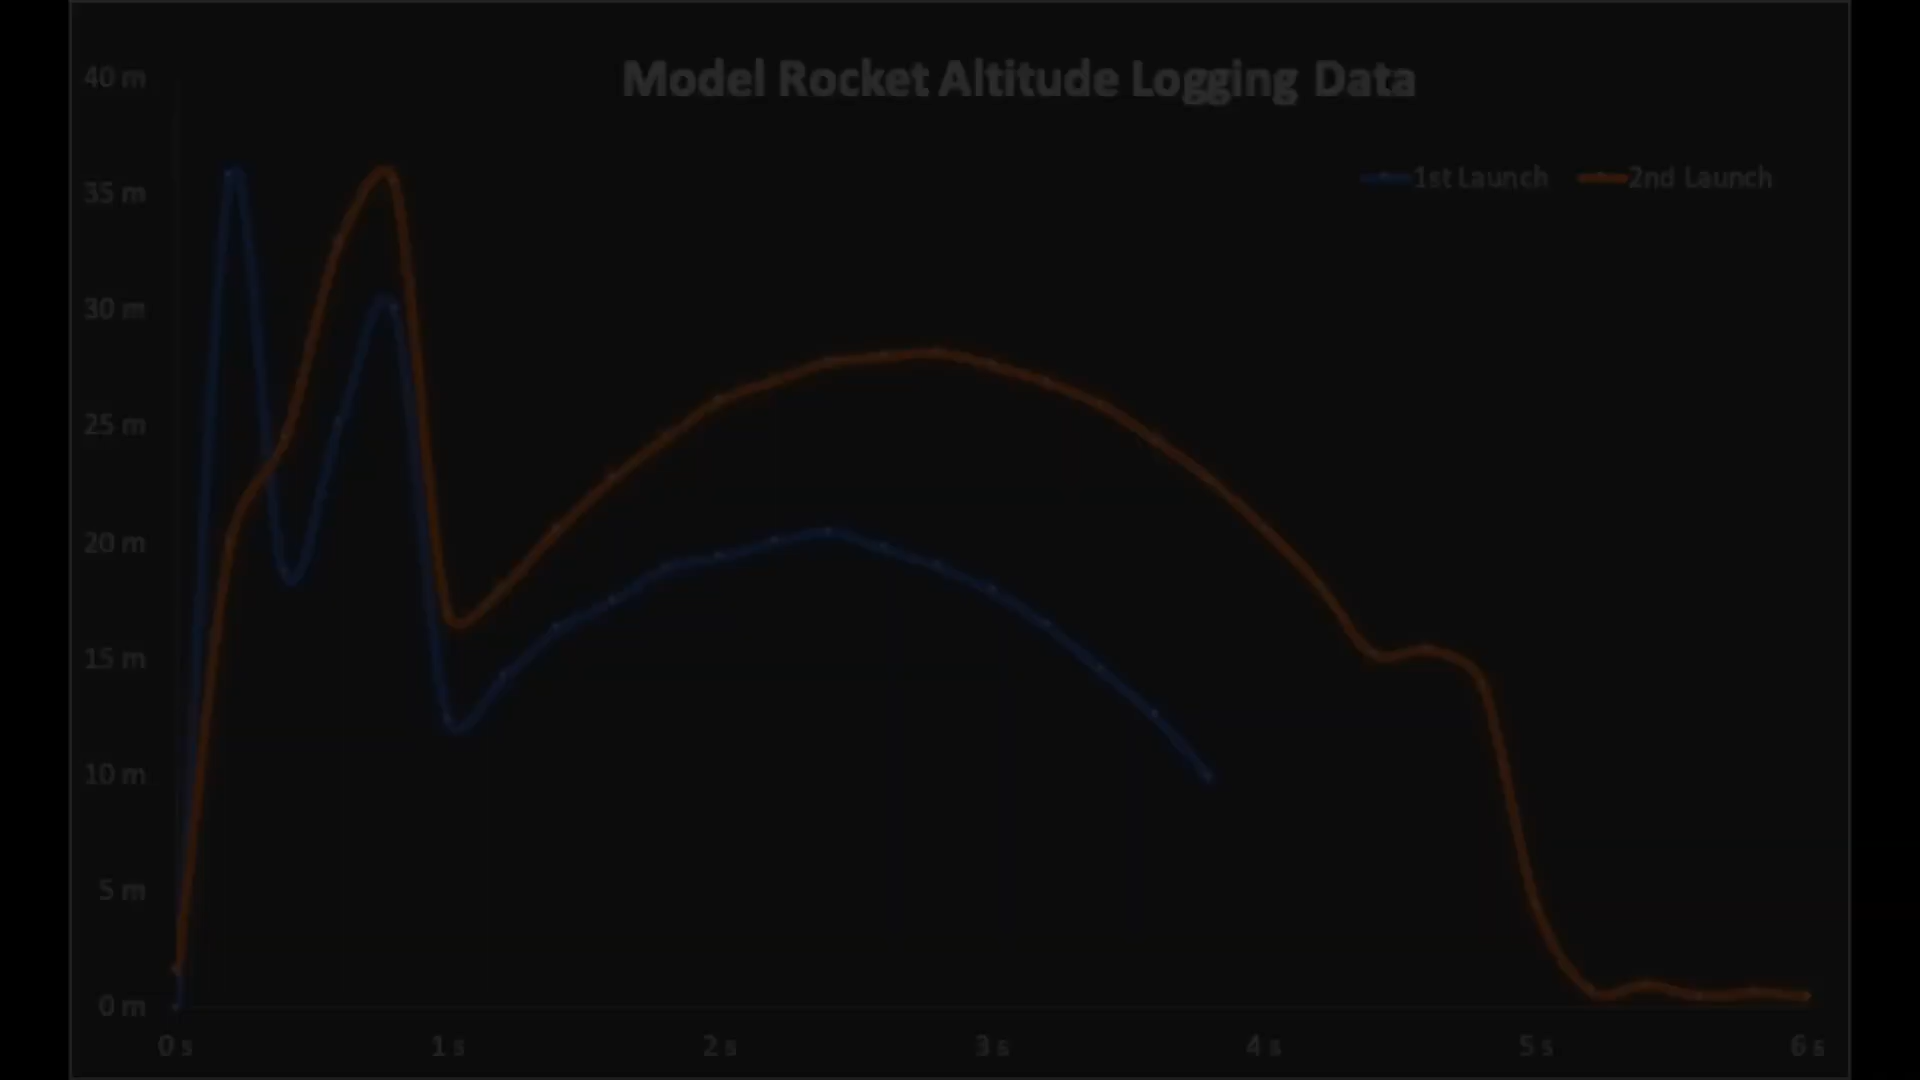 Model Rocket Altitude Logging Data
1st Launch 2nd Launch
40 m
35 m
30 m
25 m
20 m
15 m
10 m
5 m
0 m
0 s 1 s 2 s 3 s 4 s 5 s 6 s